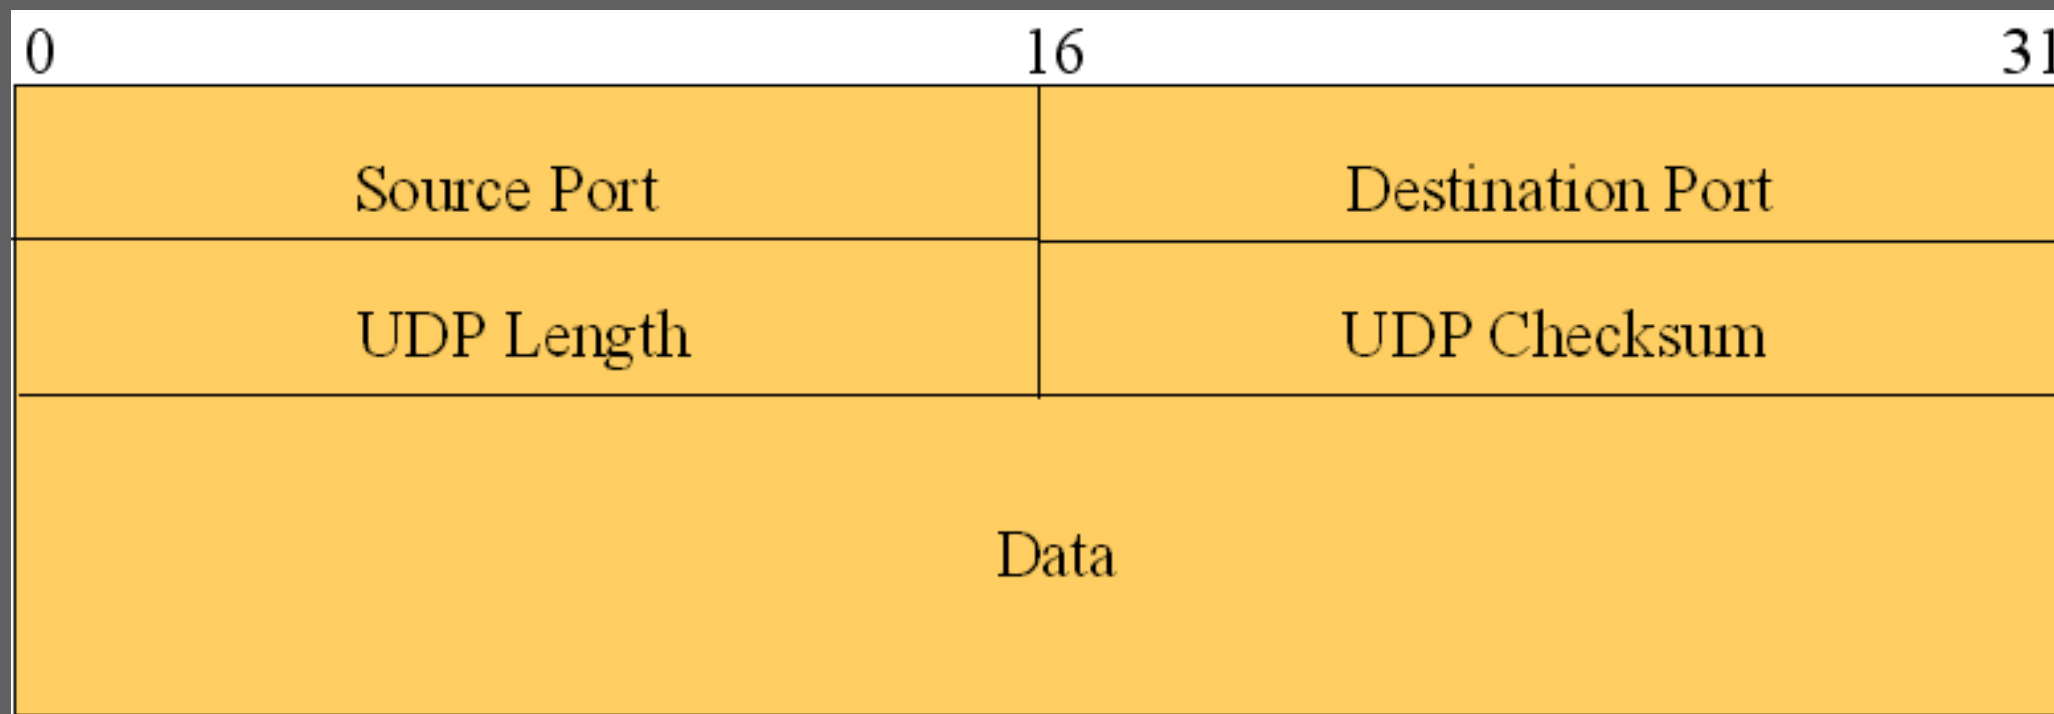 0 16 31
Source Port Destination Port
UDP Length UDP Checksum
Data